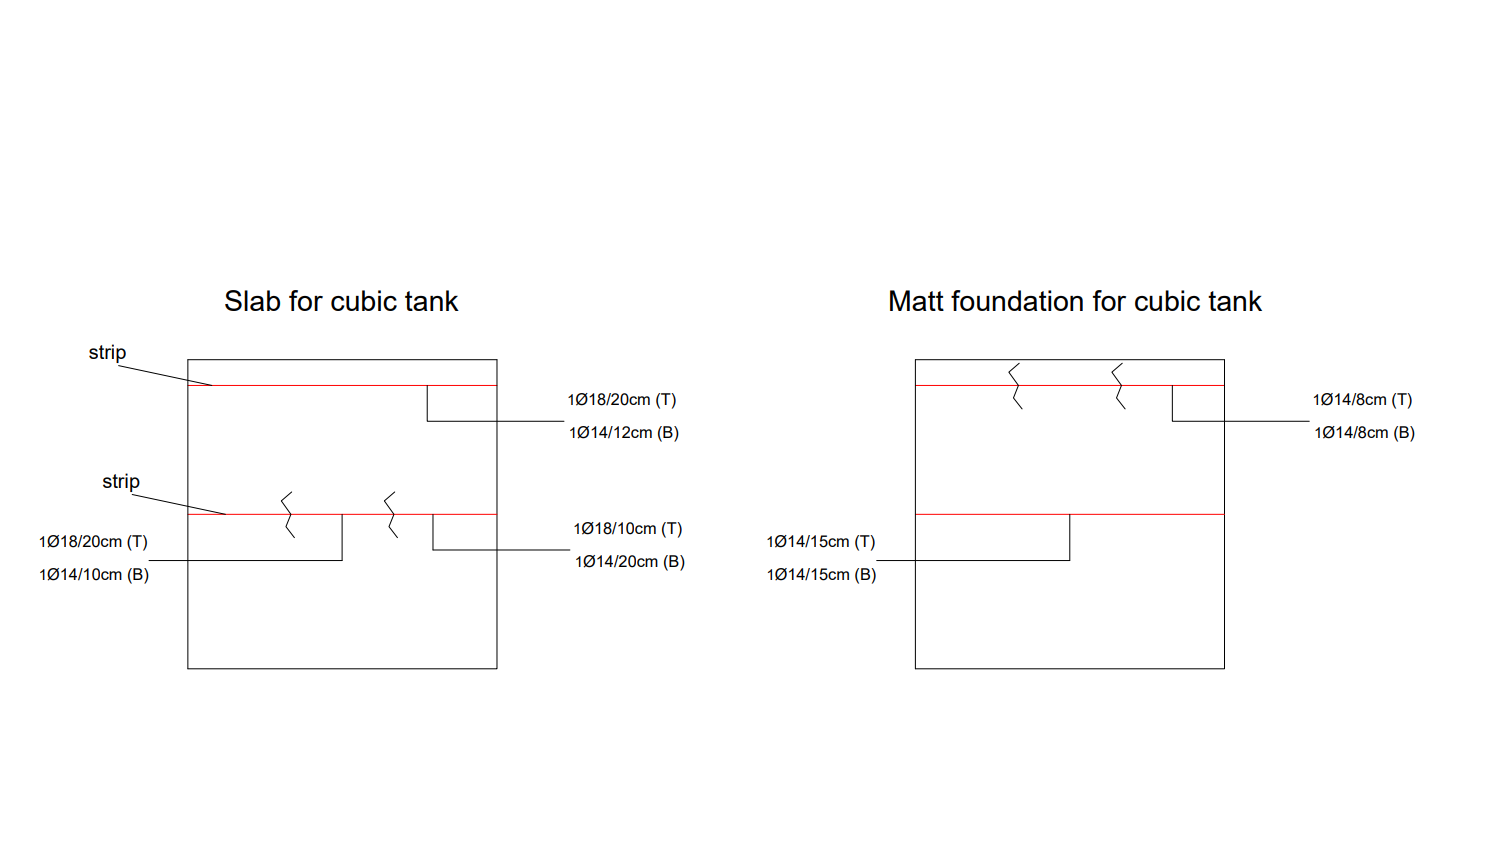 Slab for cubic tank
strip
1Ø18/20cm (T)
1Ø14/12cm (B)
strip
1Ø18/20cm (T)
1Ø14/10cm (B)
1Ø18/10cm (T)
1Ø14/20cm (B)
Matt foundation for cubic tank
1Ø14/8cm (T)
1Ø14/8cm (B)
1Ø14/15cm (T)
1Ø14/15cm (B)